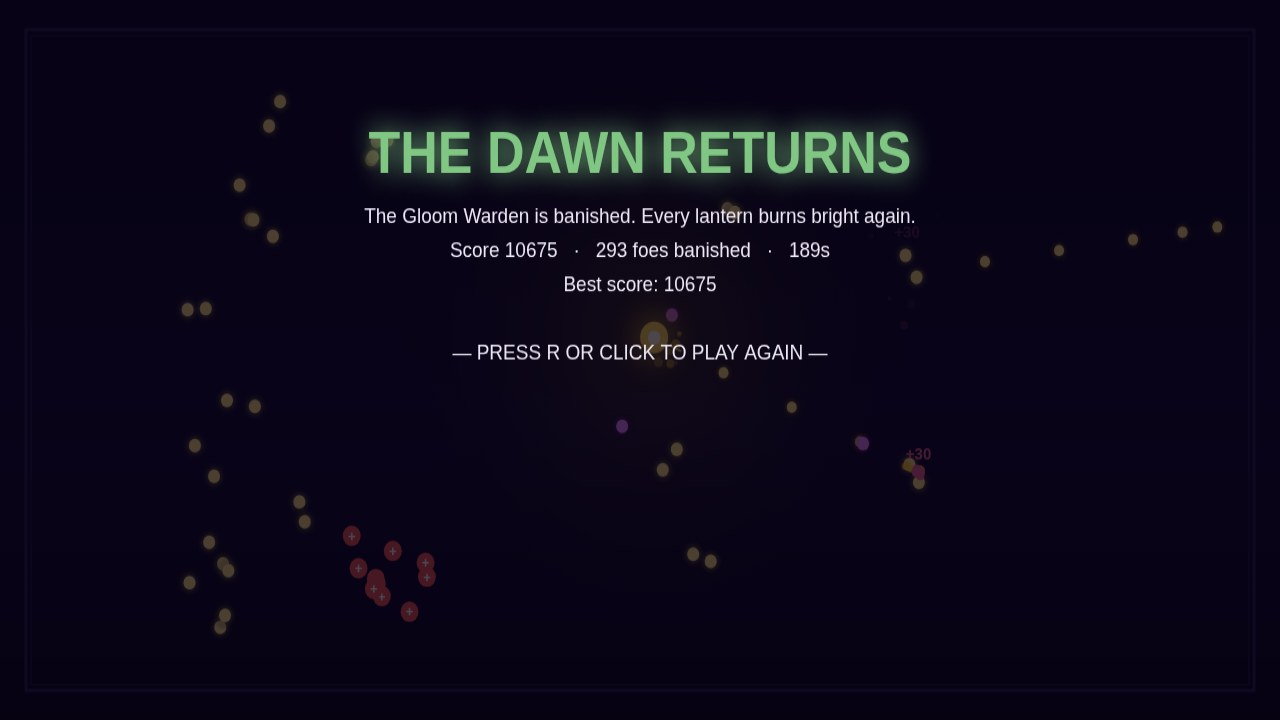 THE DAWN RETURNS
The Gloom Warden is banished. Every lantern burns bright again.
+30
Score 10675 · 293 foes banished · 189s
Best score: 10675
— PRESS R OR CLICK TO PLAY AGAIN —
+30
+
+
+
+
+
+
+
+